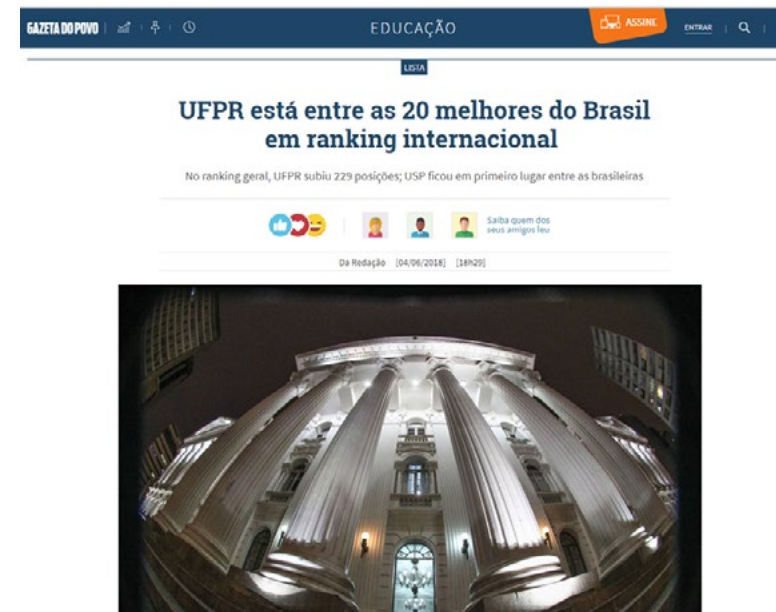 GAZETA DO POVO
EDUCAÇÃO
ASSINE
ENTRAR
LISTA
UFPR está entre as 20 melhores do Brasil
em ranking internacional
No ranking geral, UFPR subiu 229 posições; USP ficou em primeiro lugar entre as brasileiras
Saiba quem dos
seus amigos leu
Da Redação [04/06/2018] [18h29]